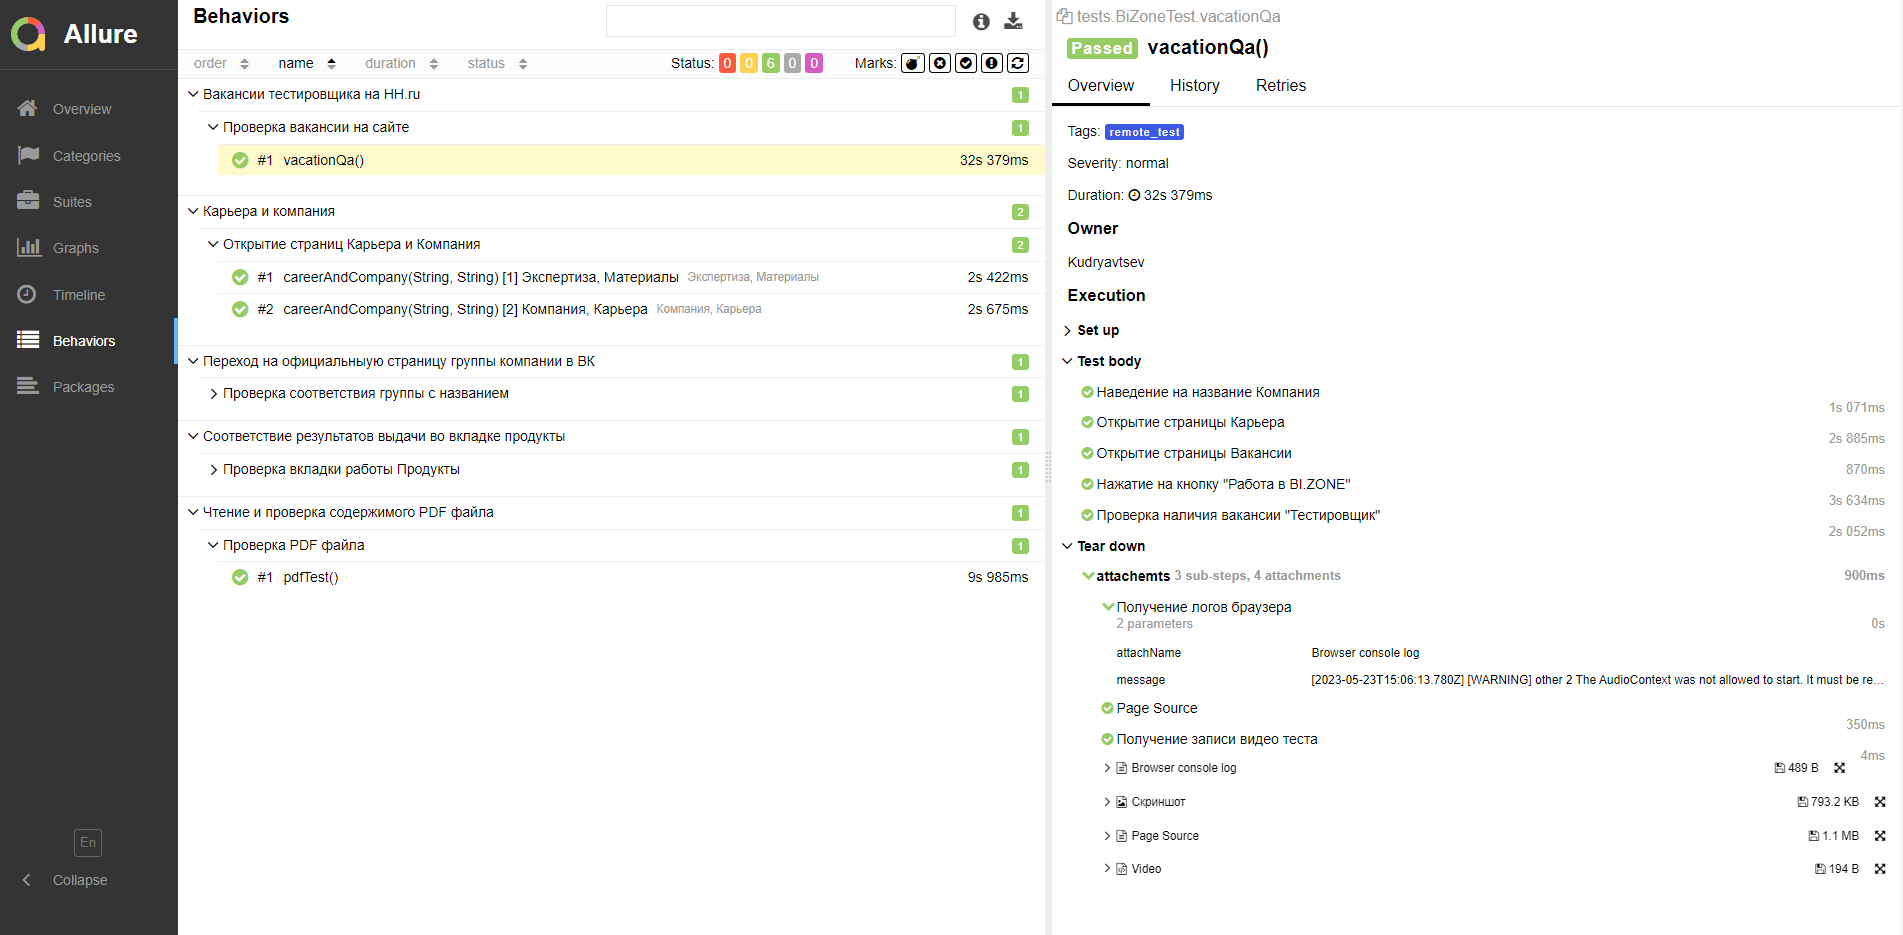 Allure
Overview
Categories
Suites
Graphs
Timeline
Behaviors
Packages
En
Collapse
Behaviors
order name duration status Status: 0 0 6 0 0 Marks:
Вакансии тестировщика на HH.ru 1
Проверка вакансии на сайте 1
#1 vacationQa() 32s 379ms
Карьера и компания 2
Открытие страниц Карьера и Компания 2
#1 careerAndCompany(String, String) [1] Экспертиза, Материалы Экспертиза, Материалы 2s 422ms
#2 careerAndCompany(String, String) [2] Компания, Карьера Компания, Карьера 2s 675ms
Переход на официальныую страницу группы компании в ВК 1
Проверка соответствия группы с названием 1
Соответствие результатов выдачи во вкладке продукты 1
Проверка вкладки работы Продукты 1
Чтение и проверка содержимого PDF файла 1
Проверка PDF файла 1
#1 pdfTest() 9s 985ms
tests.BiZoneTest.vacationQa
Passed vacationQa()
Overview History Retries
Tags: remote_test
Severity: normal
Duration: 32s 379ms
Owner
Kudryavtsev
Execution
Set up
Test body
Наведение на название Компания
1s 071ms
Открытие страницы Карьера
2s 885ms
Открытие страницы Вакансии
870ms
Нажатие на кнопку "Работа в BI.ZONE"
3s 634ms
Проверка наличия вакансии "Тестировщик"
2s 052ms
Tear down
attachemts 3 sub-steps, 4 attachments 900ms
Получение логов браузера
2 parameters 0s
attachName Browser console log
message [2023-05-23T15:06:13.780Z] [WARNING] other 2 The AudioContext was not allowed to start. It must be re...
Page Source
350ms
Получение записи видео теста
4ms
Browser console log 489 B
Скриншот 793.2 KB
Page Source 1.1 MB
Video 194 B